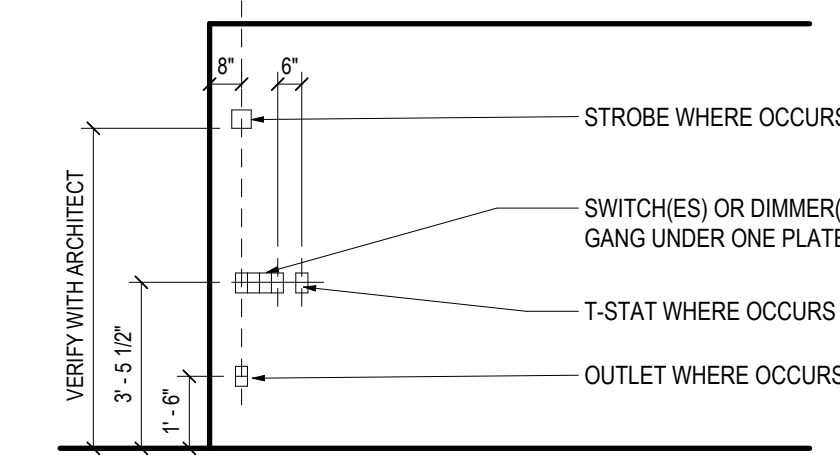 8"
6"
STROBE WHERE OCCURS
SWITCH(ES) OR DIMMER(
GANG UNDER ONE PLATE
T-STAT WHERE OCCURS
OUTLET WHERE OCCURS
VERIFY WITH ARCHITECT
3' - 5 1/2"
1' - 6"